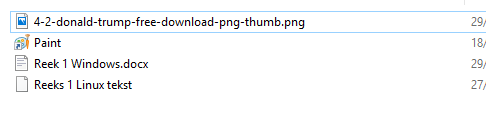 4-2-donald-trump-free-download-png-thumb.png 29/
Paint 18/
Reek 1 Windows.docx 29/
Reeks 1 Linux tekst 27/